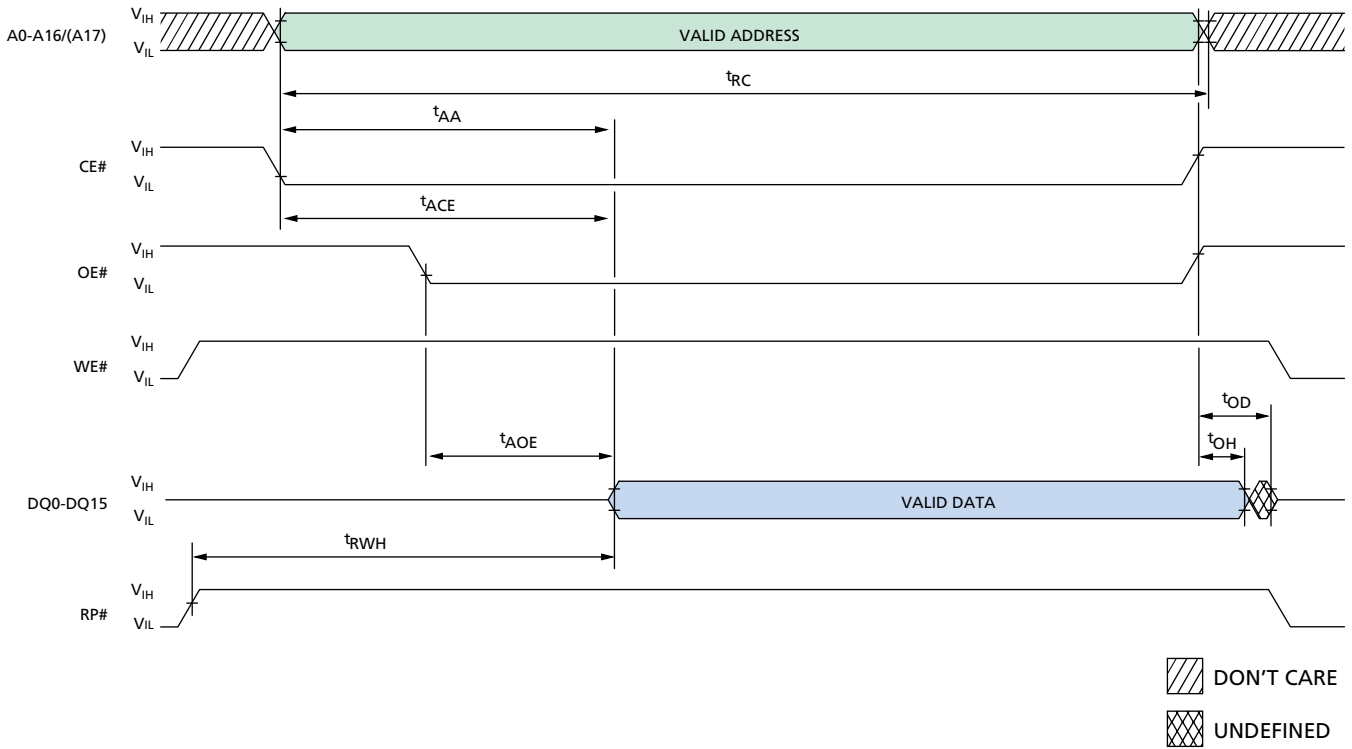 A0-A16/(A17)
VIH
VIL
VALID ADDRESS
tRC
tAA
CE#
VIH
VIL
tACE
OE#
VIH
VIL
WE#
VIH
VIL
tOD
tAOE
tOH
DQ0-DQ15
VIH
VIL
VALID DATA
tRWH
RP#
VIH
VIL
DON'T CARE
UNDEFINED